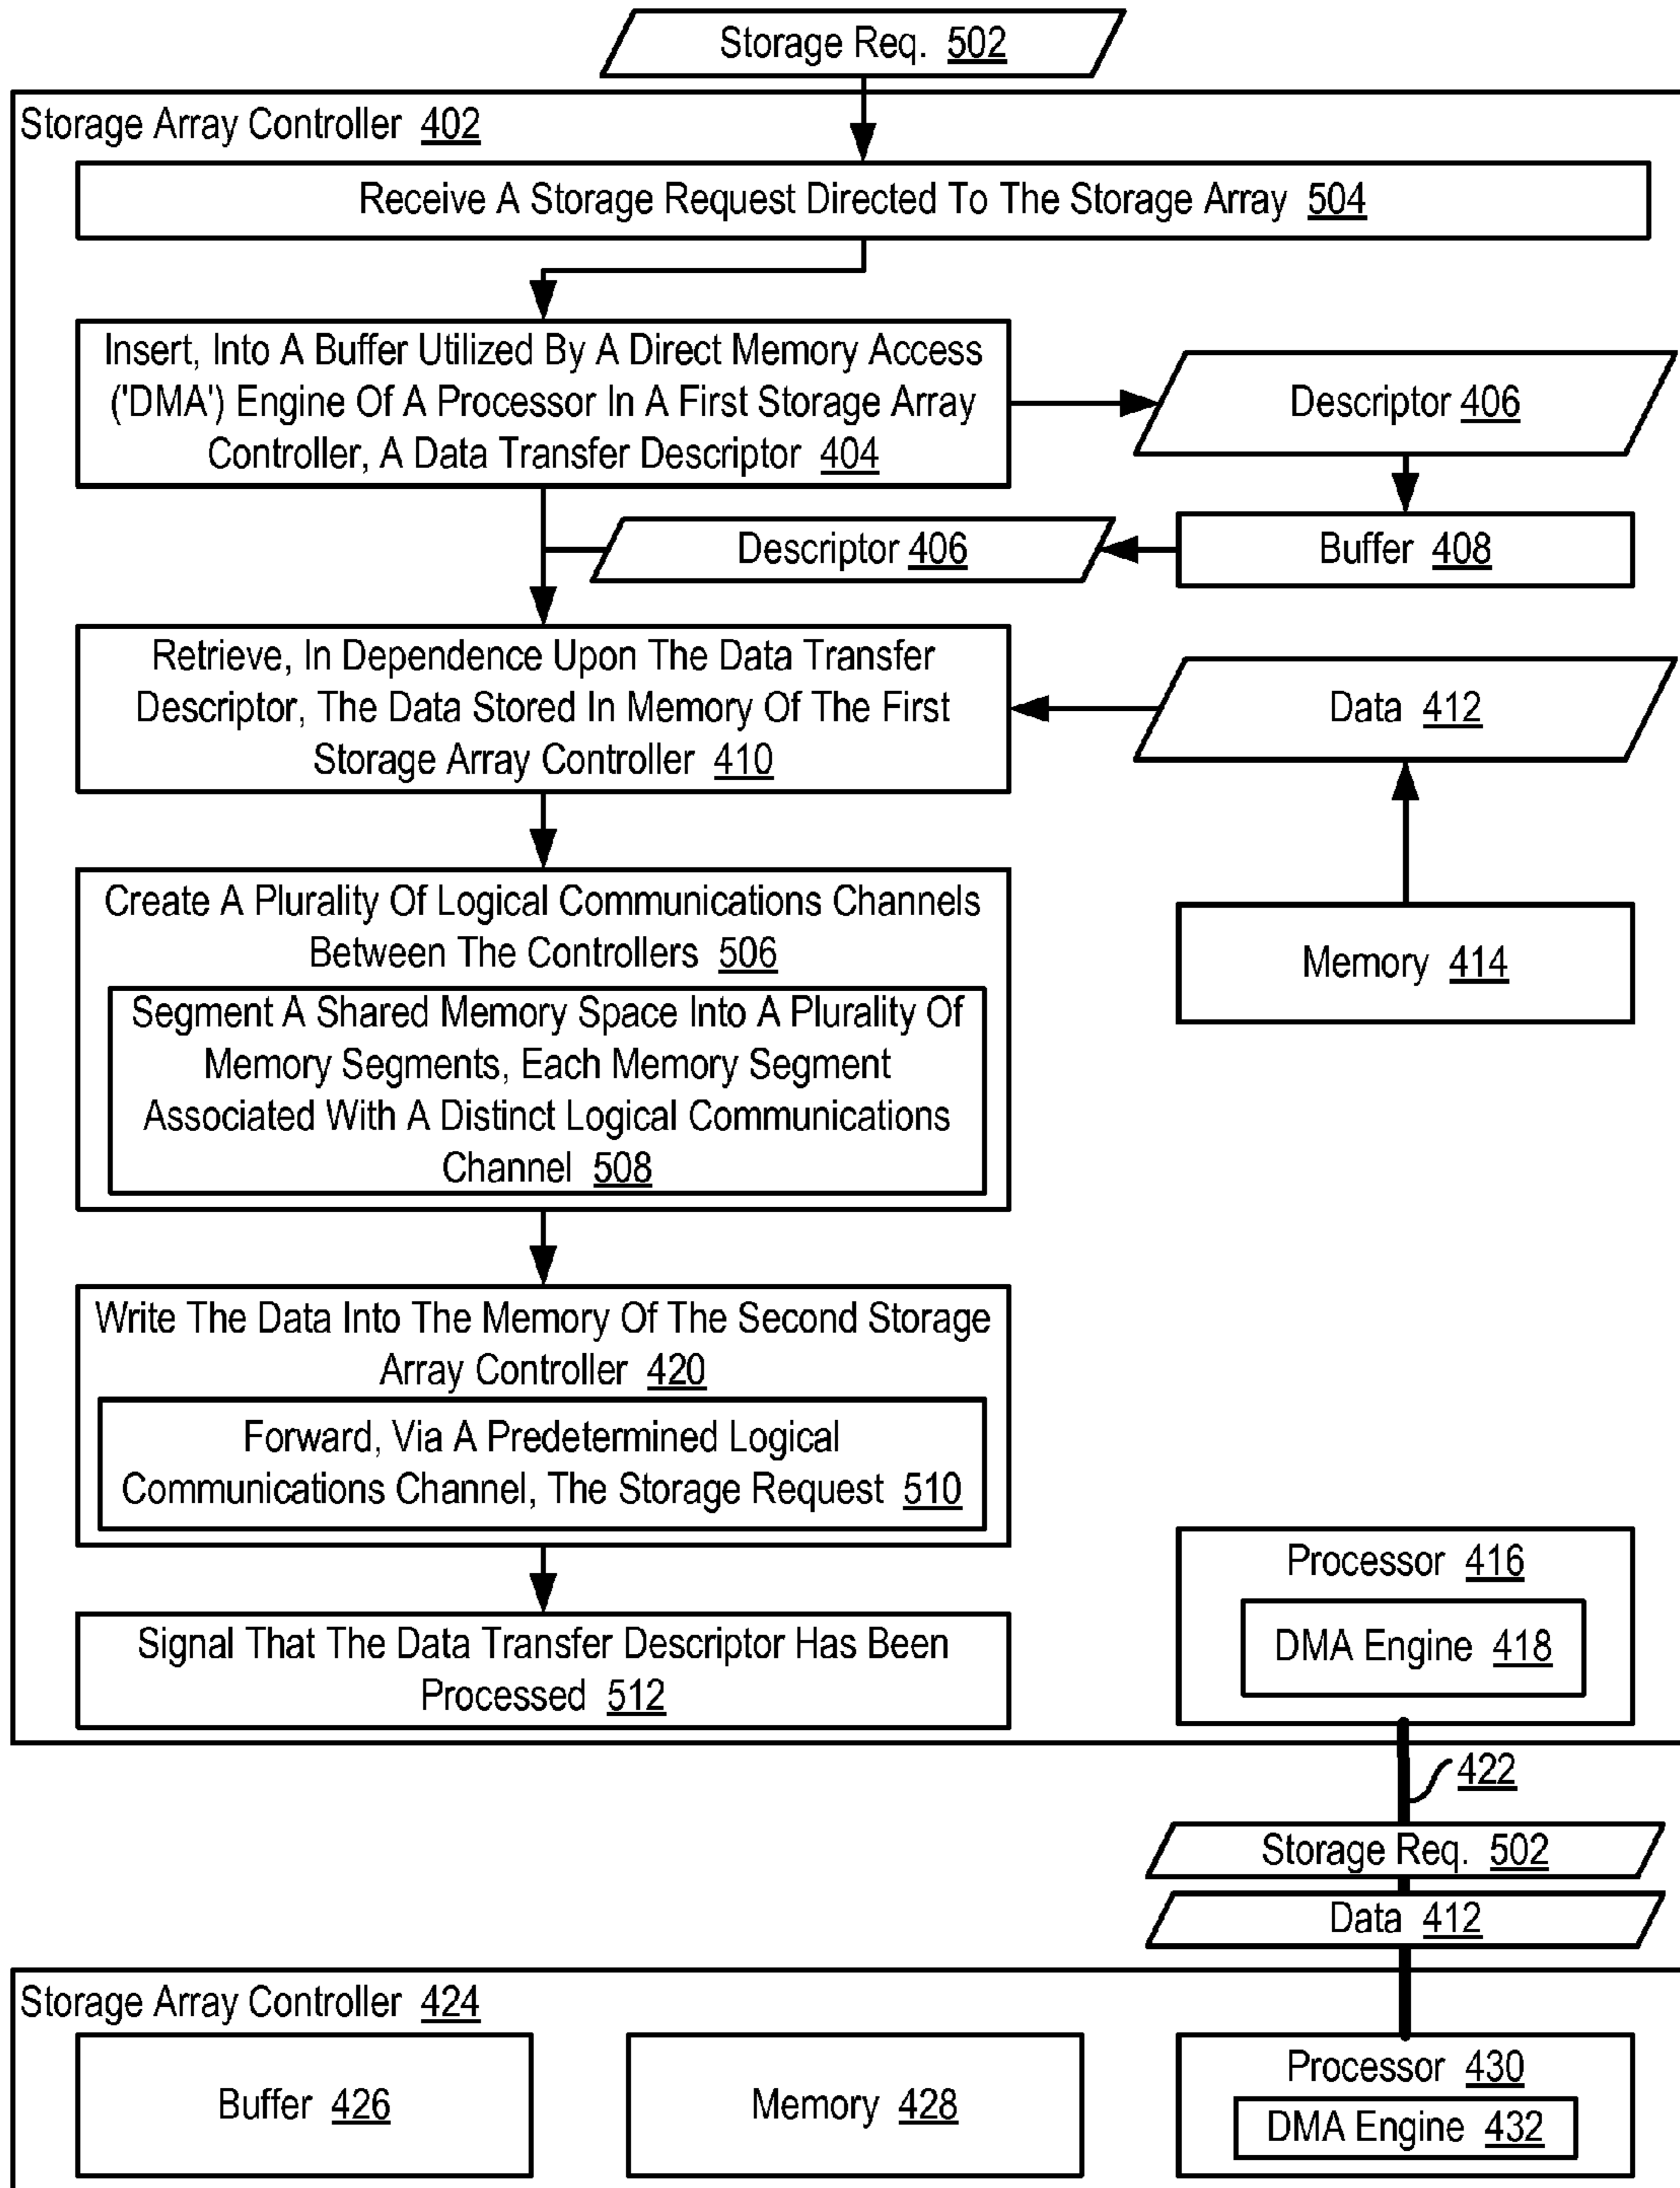 Storage Req. 502
Storage Array Controller 402
Receive A Storage Request Directed To The Storage Array 504
Insert, Into A Buffer Utilized By A Direct Memory Access
('DMA') Engine Of A Processor In A First Storage Array
Controller, A Data Transfer Descriptor 404
Descriptor 406
Descriptor 406
Buffer 408
Retrieve, In Dependence Upon The Data Transfer
Descriptor, The Data Stored In Memory Of The First
Storage Array Controller 410
Data 412
Create A Plurality Of Logical Communications Channels
Between The Controllers 506
Segment A Shared Memory Space Into A Plurality Of
Memory Segments, Each Memory Segment
Associated With A Distinct Logical Communications
Channel 508
Memory 414
Write The Data Into The Memory Of The Second Storage
Array Controller 420
Forward, Via A Predetermined Logical
Communications Channel, The Storage Request 510
Signal That The Data Transfer Descriptor Has Been
Processed 512
Processor 416
DMA Engine 418
422
Storage Req. 502
Data 412
Storage Array Controller 424
Buffer 426
Memory 428
Processor 430
DMA Engine 432